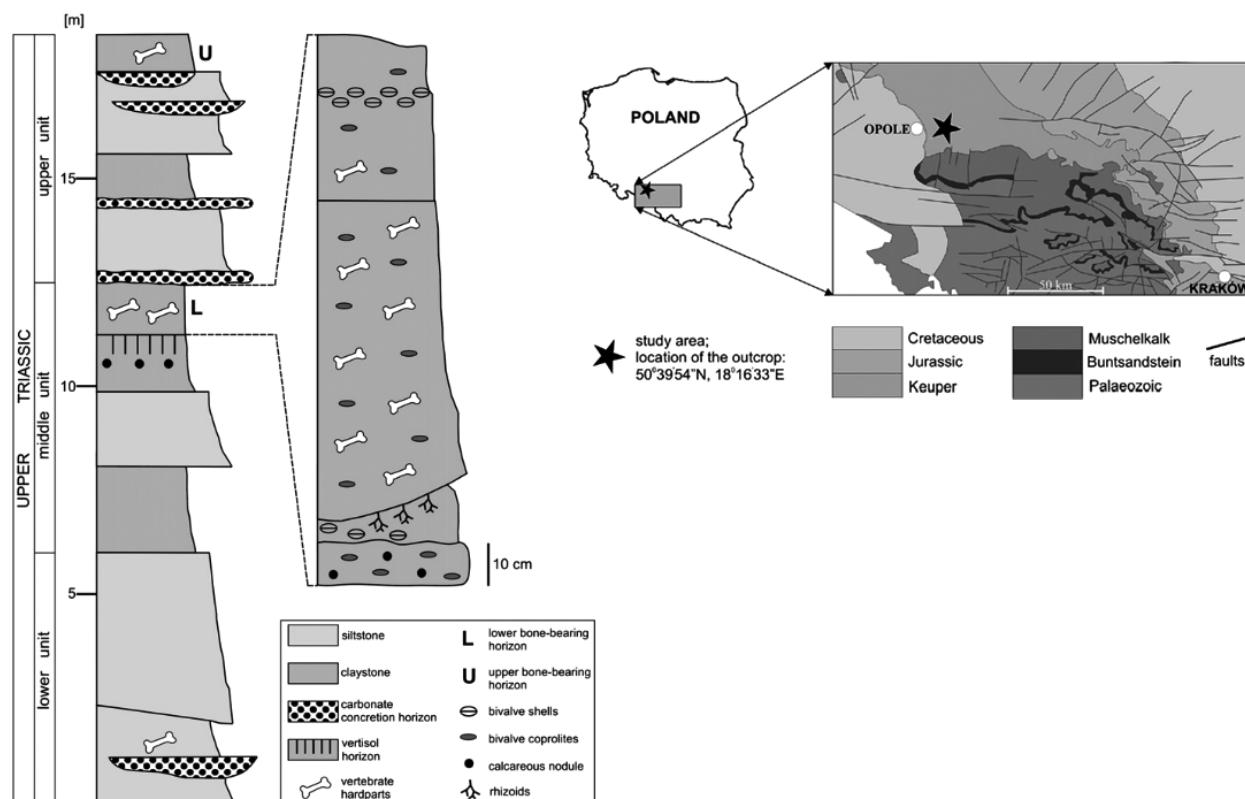 [m]
UPPER TRIASSIC
upper unit
middle unit
lower unit
U
15
L
10
5
10 cm
siltstone
claystone
carbonate
concretion horizon
vertisol
horizon
vertebrate
hardparts
L
lower bone-bearing
horizon
U
upper bone-bearing
horizon
bivalve shells
bivalve coprolites
calcareous nodule
rhizoids
POLAND
OPOLE
50 km
KRAKÓW
study area;
location of the outcrop:
50°39'54"N, 18°16'33"E
Cretaceous
Jurassic
Keuper
Muschelkalk
Buntsandstein
Palaeozoic
faults